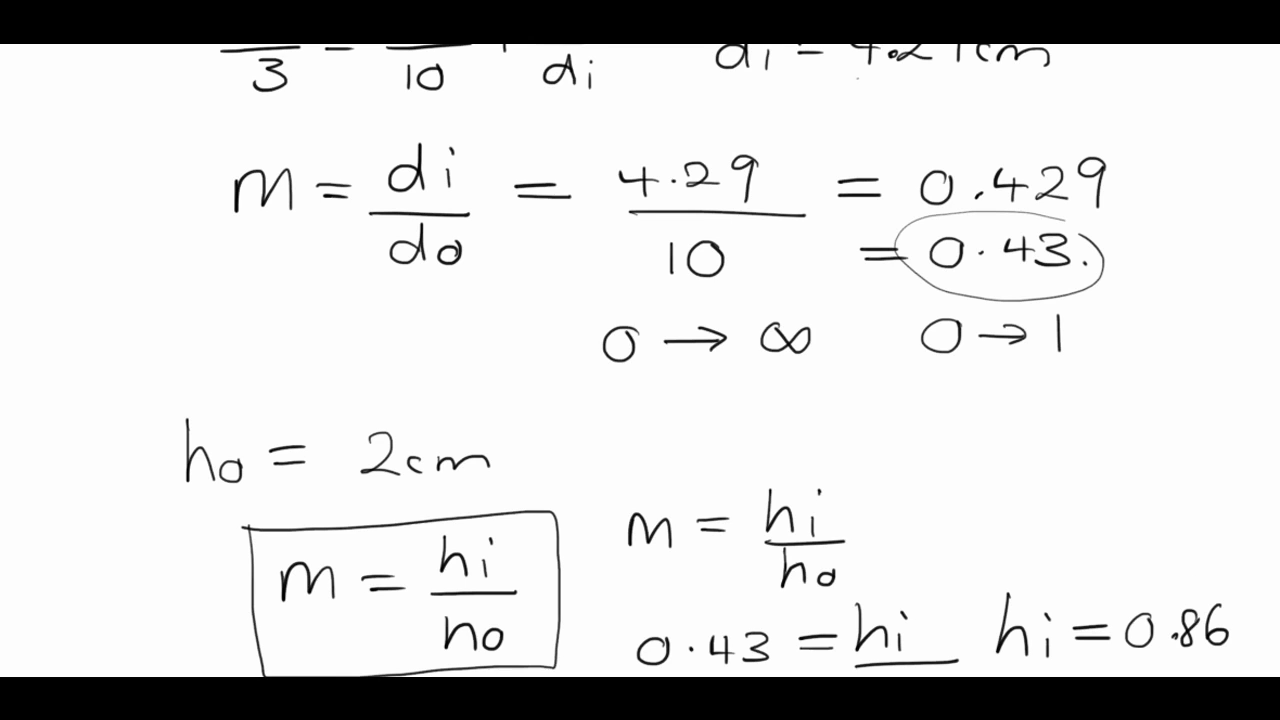 3 = 10 + di di = 4.29cm
m = di/do = 4.29/10 = 0.429
= 0.43.
0 → ∞ 0 → 1
ho = 2cm
m = hi/ho m = hi/ho
0.43 = hi hi = 0.86